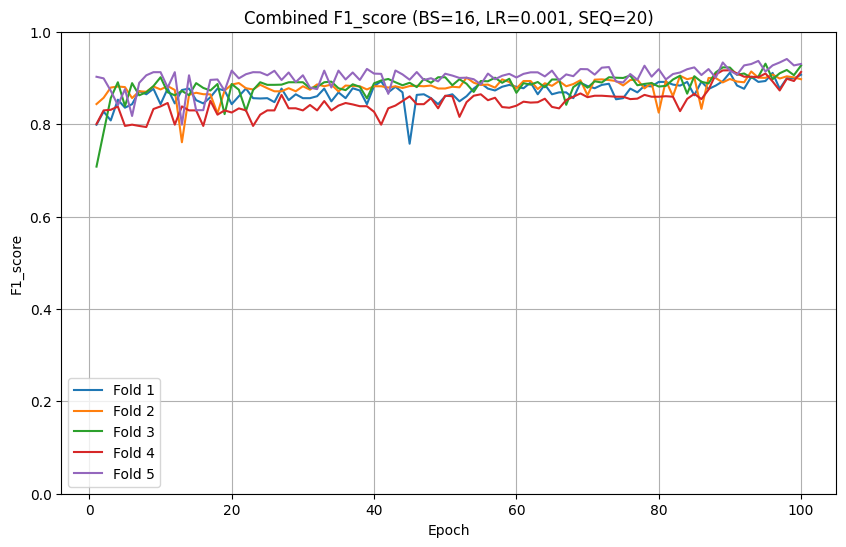 Combined F1_score (BS=16, LR=0.001, SEQ=20)
F1_score
1.0
0.8
0.6
0.4
0.2
0.0
Fold 1
Fold 2
Fold 3
Fold 4
Fold 5
0 20 40 60 80 100
Epoch